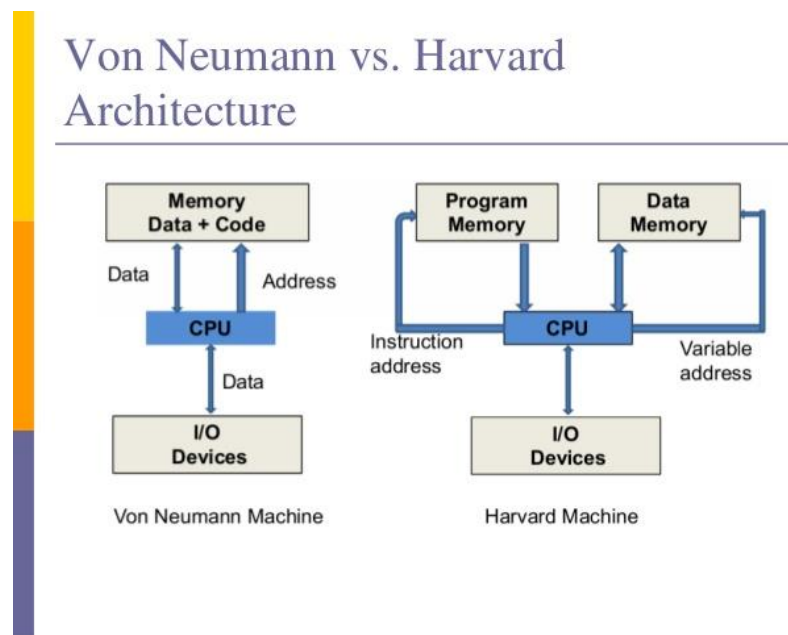 Von Neumann vs. Harvard
Architecture
Memory
Data + Code
Data
Address
CPU
Data
I/O
Devices
Von Neumann Machine
Program
Memory
Data
Memory
CPU
Instruction
address
Variable
address
I/O
Devices
Harvard Machine